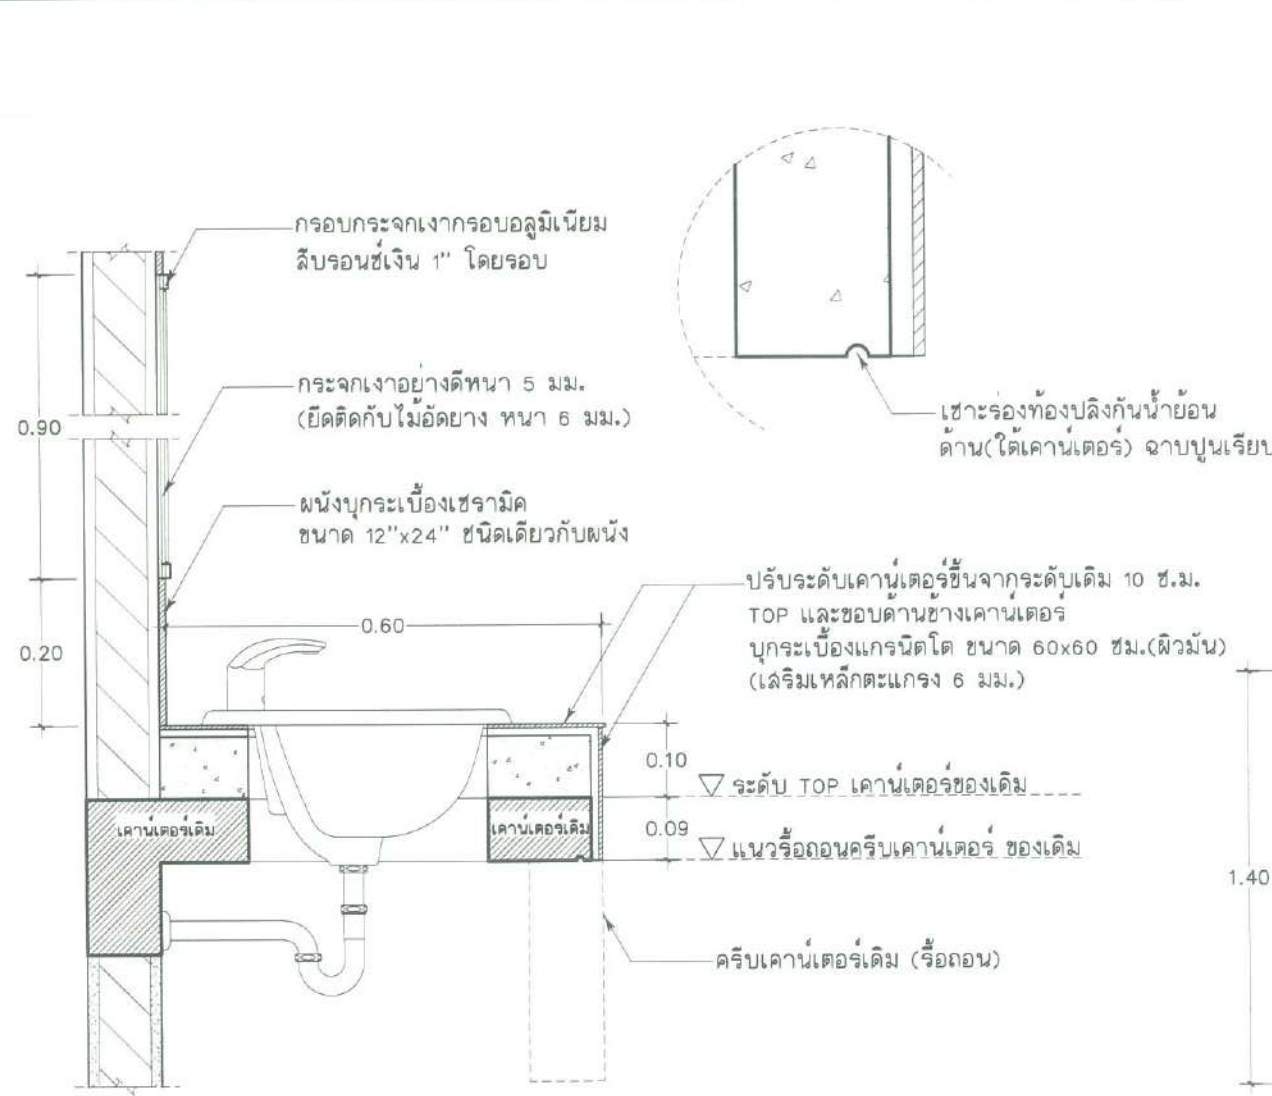 กรอบกระจกเงากรอบอลูมิเนียม
สีบรอนซ์เงิน 1" โดยรอบ
กระจกเงาอย่างดีหนา 5 มม.
(ยึดติดกับไม้อัดยาง หนา 6 มม.)
0.90
เซาะร่องท้องปลิงกันน้ำย้อน
ด้าน(ใต้เคาน์เตอร์) ฉาบปูนเรียบ
ผนังบุกระเบื้องเซรามิค
ขนาด 12"x24" ชนิดเดียวกับผนัง
ปรับระดับเคาน์เตอร์ขึ้นจากระดับเดิม 10 ซ.ม.
TOP และขอบด้านข้างเคาน์เตอร์
บุกระเบื้องแกรนิตโต ขนาด 60x60 ซม.(ผิวมัน)
(เสริมเหล็กตะแกรง 6 มม.)
0.60
0.20
0.10
ระดับ TOP เคาน์เตอร์ของเดิม
เคาน์เตอร์เดิม
เคาน์เตอร์เดิม
0.09
แนวรื้อถอนครีบเคาน์เตอร์ ของเดิม
1.40
ครีบเคาน์เตอร์เดิม (รื้อถอน)